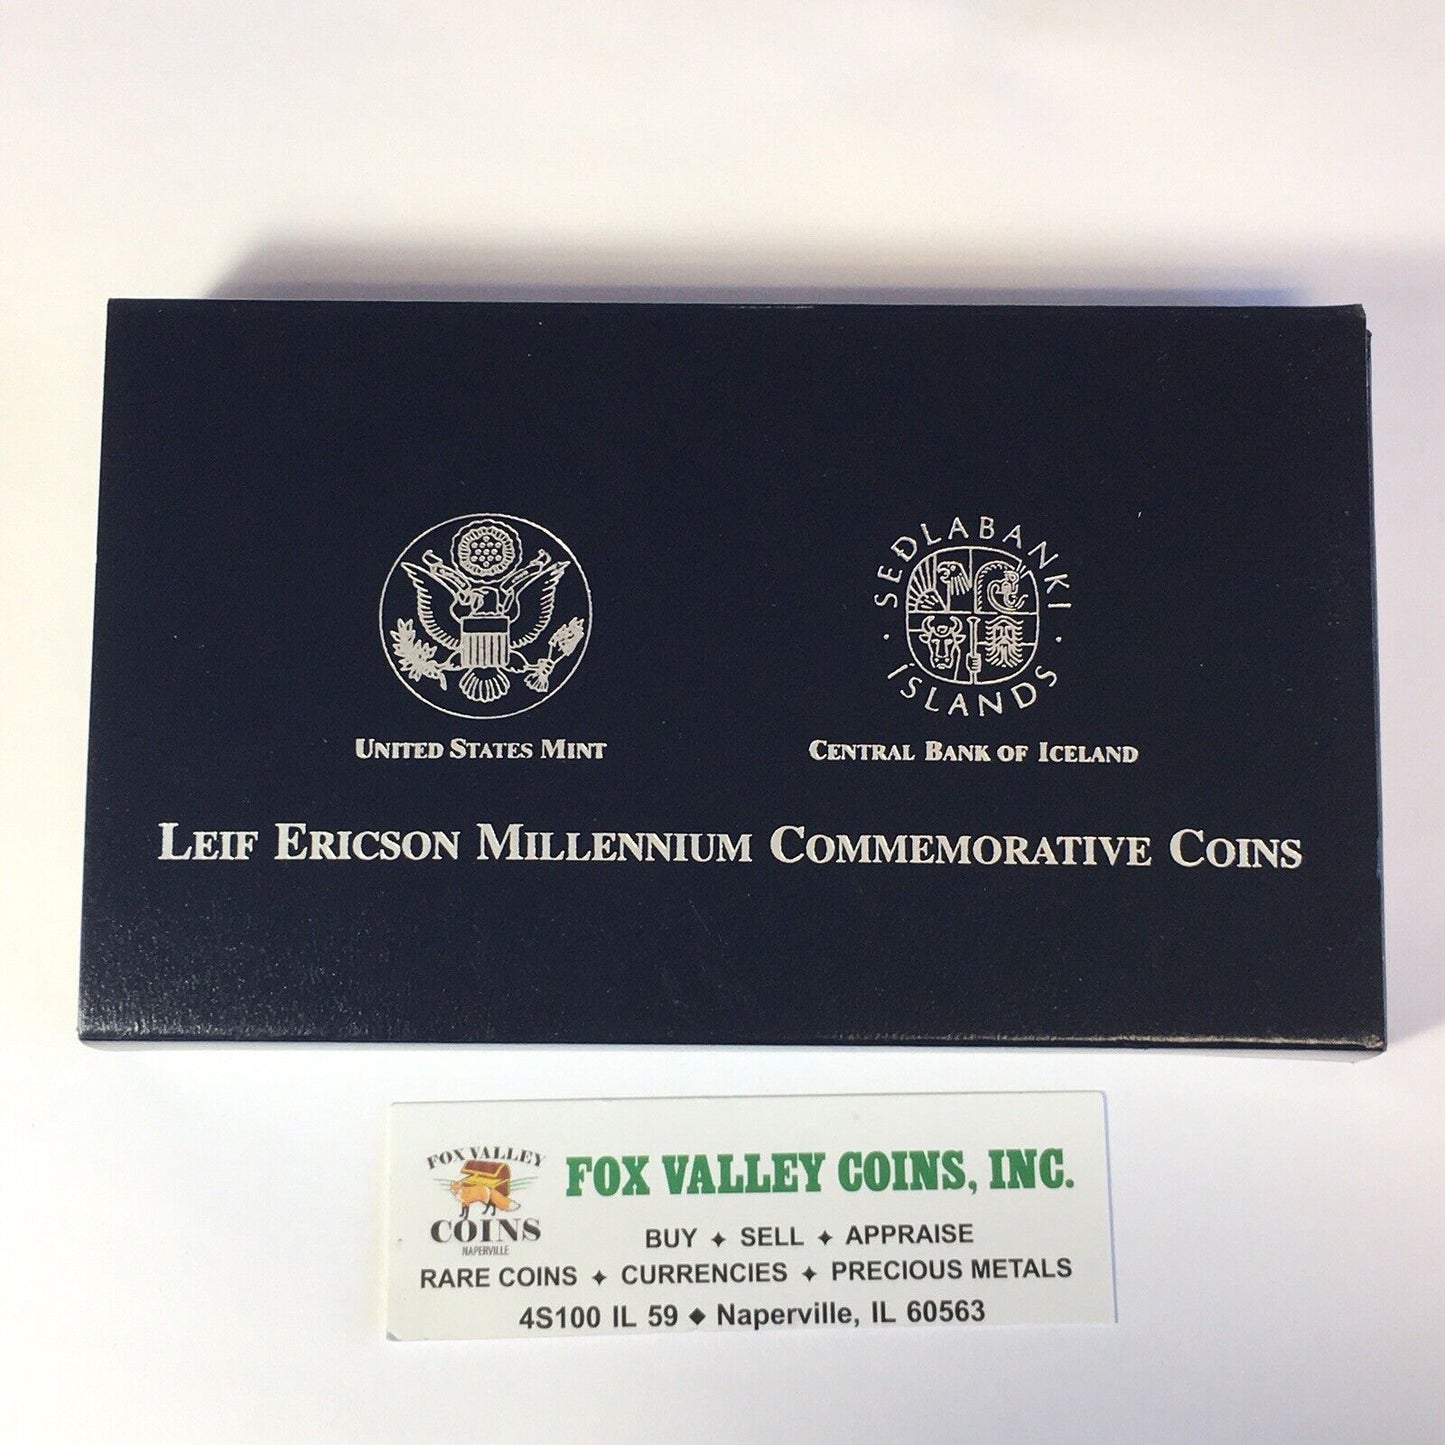 · SEÐLABANKI ·
ÍSLANDS
UNITED STATES MINT
CENTRAL BANK OF ICELAND
LEIF ERICSON MILLENNIUM COMMEMORATIVE COINS
FOX VALLEY
COINS
NAPERVILLE
FOX VALLEY COINS, INC.
BUY ✦ SELL ✦ APPRAISE
RARE COINS ✦ CURRENCIES ✦ PRECIOUS METALS
4S100 IL 59 ◆ Naperville, IL 60563